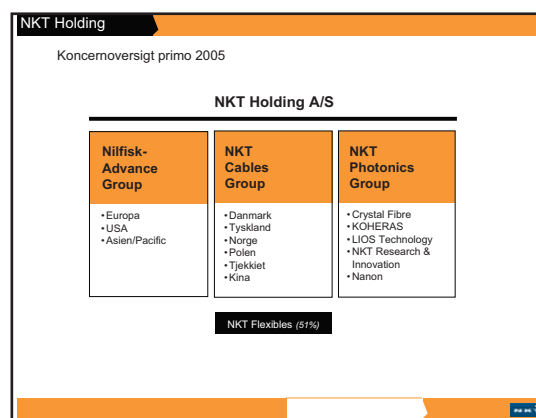 NKT Holding
Koncernoversigt primo 2005
NKT Holding A/S
Nilfisk-
Advance
Group
• Europa
• USA
• Asien/Pacific
NKT
Cables
Group
• Danmark
• Tyskland
• Norge
• Polen
• Tjekkiet
• Kina
NKT
Photonics
Group
• Crystal Fibre
• KOHERAS
• LIOS Technology
• NKT Research &
Innovation
• Nanon
NKT Flexibles (51%)